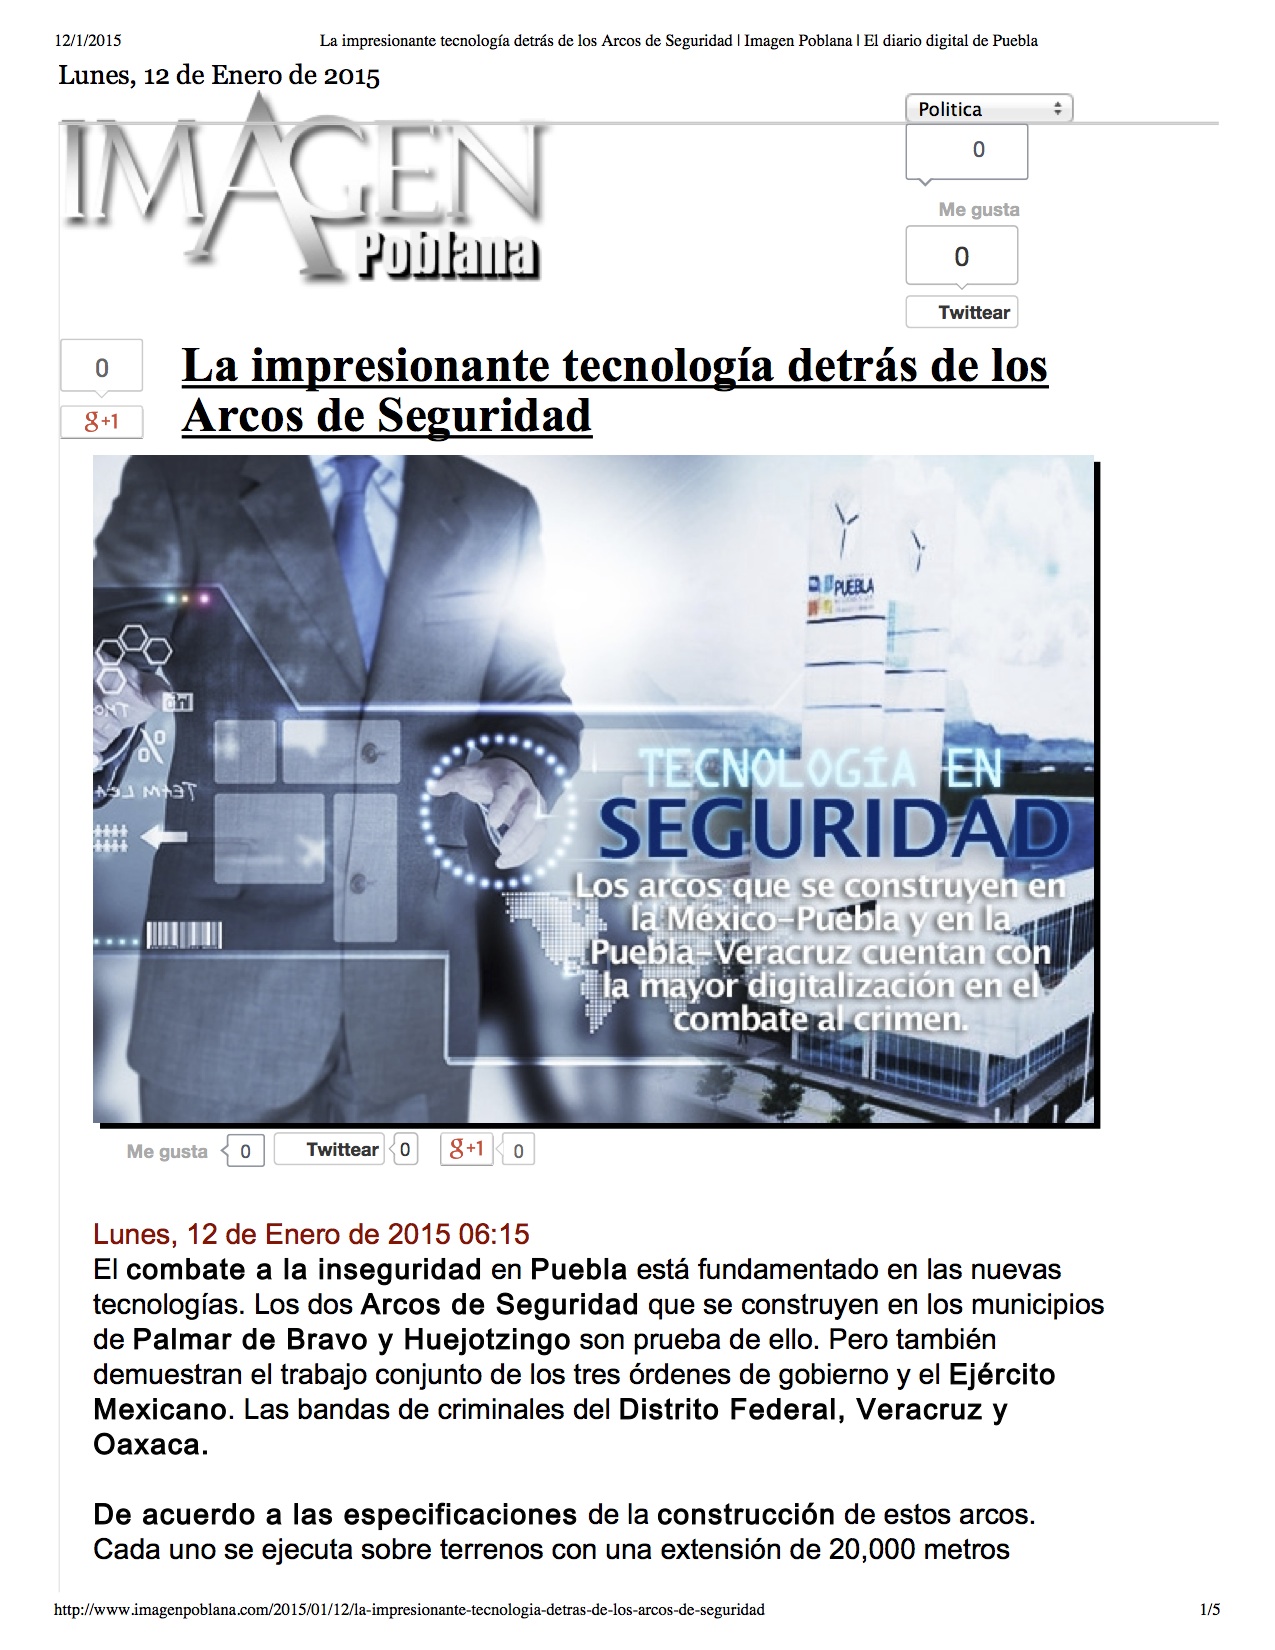 12/1/2015 La impresionante tecnología detrás de los Arcos de Seguridad | Imagen Poblana | El diario digital de Puebla
Lunes, 12 de Enero de 2015
Politica
IMAGEN
Poblana
0
Me gusta
0
Twittear
0
g+1
La impresionante tecnología detrás de los
Arcos de Seguridad
PUEBLA
TECNOLOGÍA EN
SEGURIDAD
Los arcos que se construyen en
la México-Puebla y en la
Puebla-Veracruz cuentan con
la mayor digitalización en el
combate al crimen.
Me gusta 0 Twittear 0 g+1 0
Lunes, 12 de Enero de 2015 06:15
El combate a la inseguridad en Puebla está fundamentado en las nuevas
tecnologías. Los dos Arcos de Seguridad que se construyen en los municipios
de Palmar de Bravo y Huejotzingo son prueba de ello. Pero también
demuestran el trabajo conjunto de los tres órdenes de gobierno y el Ejército
Mexicano. Las bandas de criminales del Distrito Federal, Veracruz y
Oaxaca.
De acuerdo a las especificaciones de la construcción de estos arcos.
Cada uno se ejecuta sobre terrenos con una extensión de 20,000 metros
http://www.imagenpoblana.com/2015/01/12/la-impresionante-tecnologia-detras-de-los-arcos-de-seguridad 1/5